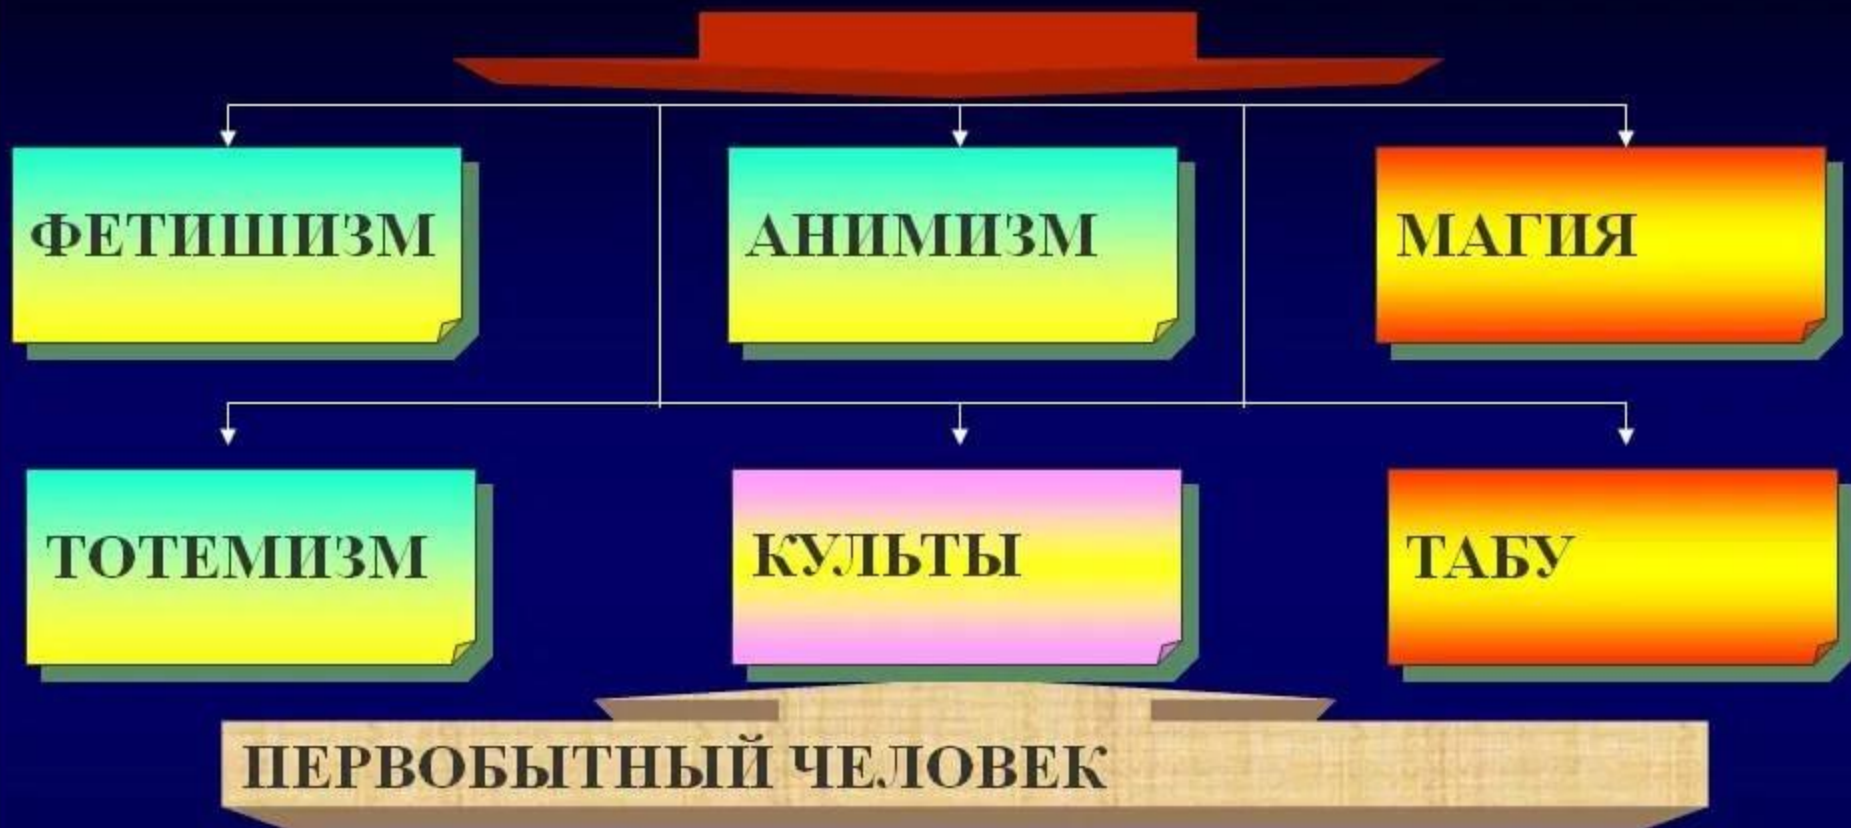 ФЕТИШИЗМ
АНИМИЗМ
МАГИЯ
ТОТЕМИЗМ
КУЛЬТЫ
ТАБУ
ПЕРВОБЫТНЫЙ ЧЕЛОВЕК